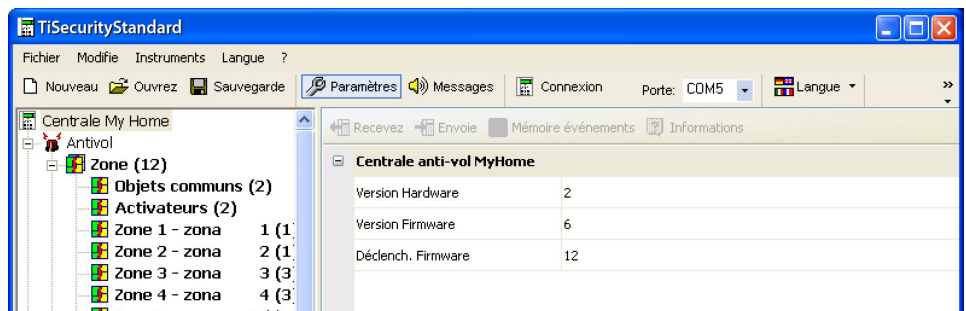 TiSecurityStandard
Fichier Modifie Instruments Langue ?
Nouveau Ouvrez Sauvegarde Paramètres Messages Connexion Porte: COM5 Langue »
Centrale My Home
Recevez Envoie Mémoire événements Informations
Antivol
Zone (12)
Centrale anti-vol MyHome
Objets communs (2)
Version Hardware 2
Activateurs (2)
Zone 1 - zona 1 (1)
Version Firmware 6
Zone 2 - zona 2 (1)
Déclench. Firmware 12
Zone 3 - zona 3 (3)
Zone 4 - zona 4 (3)